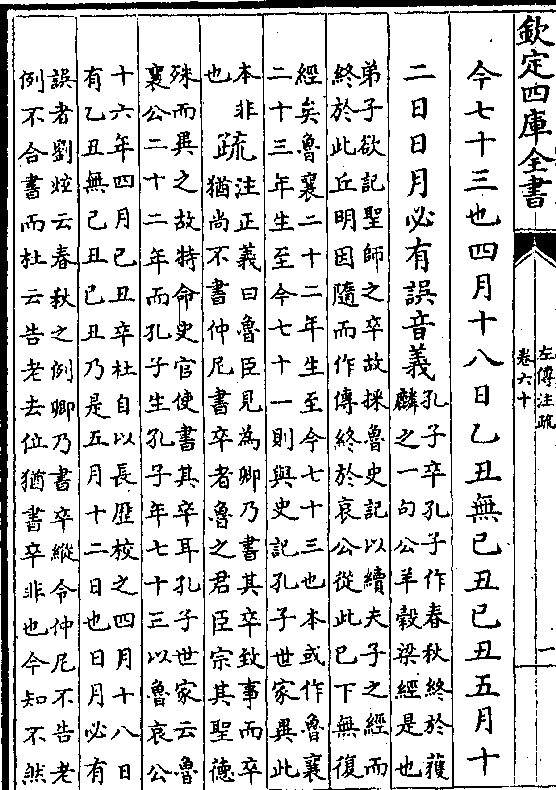 欽定四庫全書
左傳注疏
卷六十
一
今七十三也四月十八日乙丑無己丑己丑五月十
二日日月必有誤音義
孔子卒孔子作春秋終於獲
麟之一句公羊穀梁經是也
弟子欲記聖師之卒故採魯史記以續夫子之經而
終於此丘明因隨而作傳終於哀公從此已下無復
經矣魯襄二十二年生至今七十三也本或作魯襄
二十三年生至今七十一則與史記孔子世家異此
本非
也
疏
注正義曰魯臣見為卿乃書其卒致事而卒
猶尚不書仲尼書卒者魯之君臣宗其聖德
殊而異之故特命史官使書其卒耳孔子世家云魯
襄公二十二年而孔子生孔子年七十三以魯哀公
十六年四月己丑卒杜自以長歷校之四月十八日
有乙丑無己丑己丑乃是五月十二日也日月必有
誤者劉炫云春秋之例卿乃書卒縱令仲尼不告老
例不合書而杜云告老去位猶書卒非也今知不然